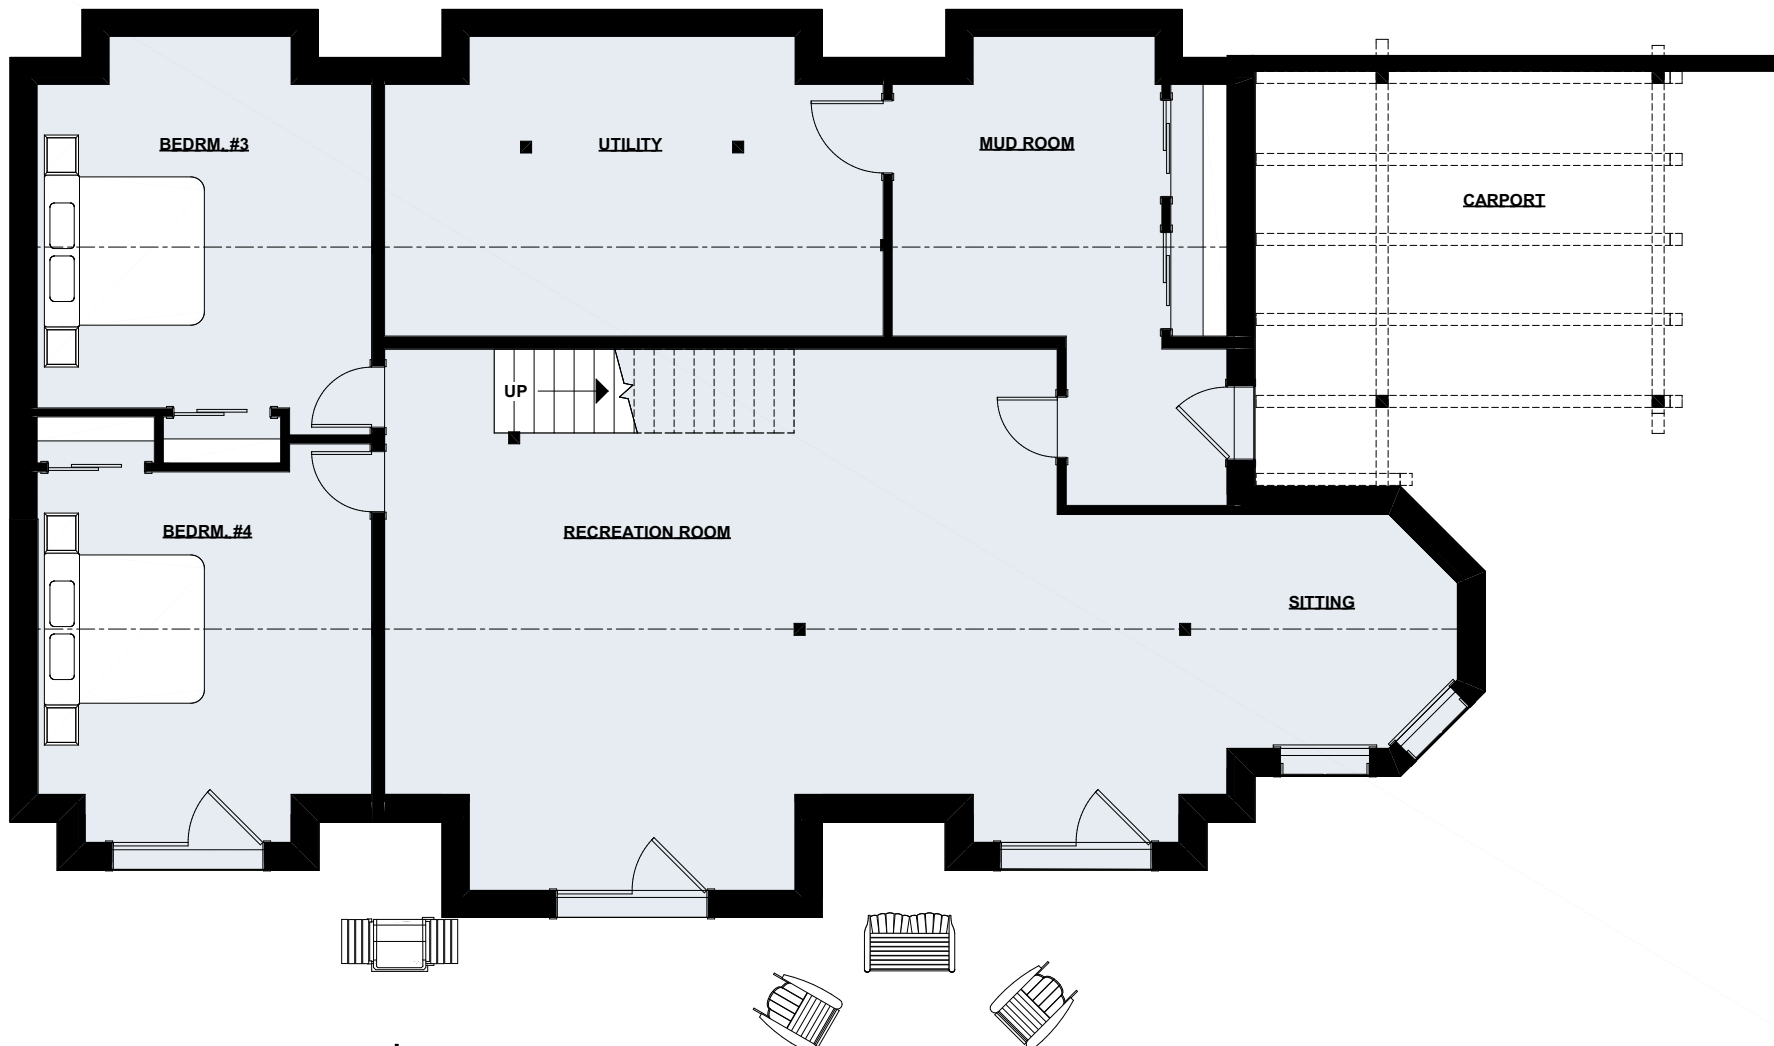 BEDRM. #3
UTILITY
MUD ROOM
CARPORT
UP
BEDRM. #4
RECREATION ROOM
SITTING